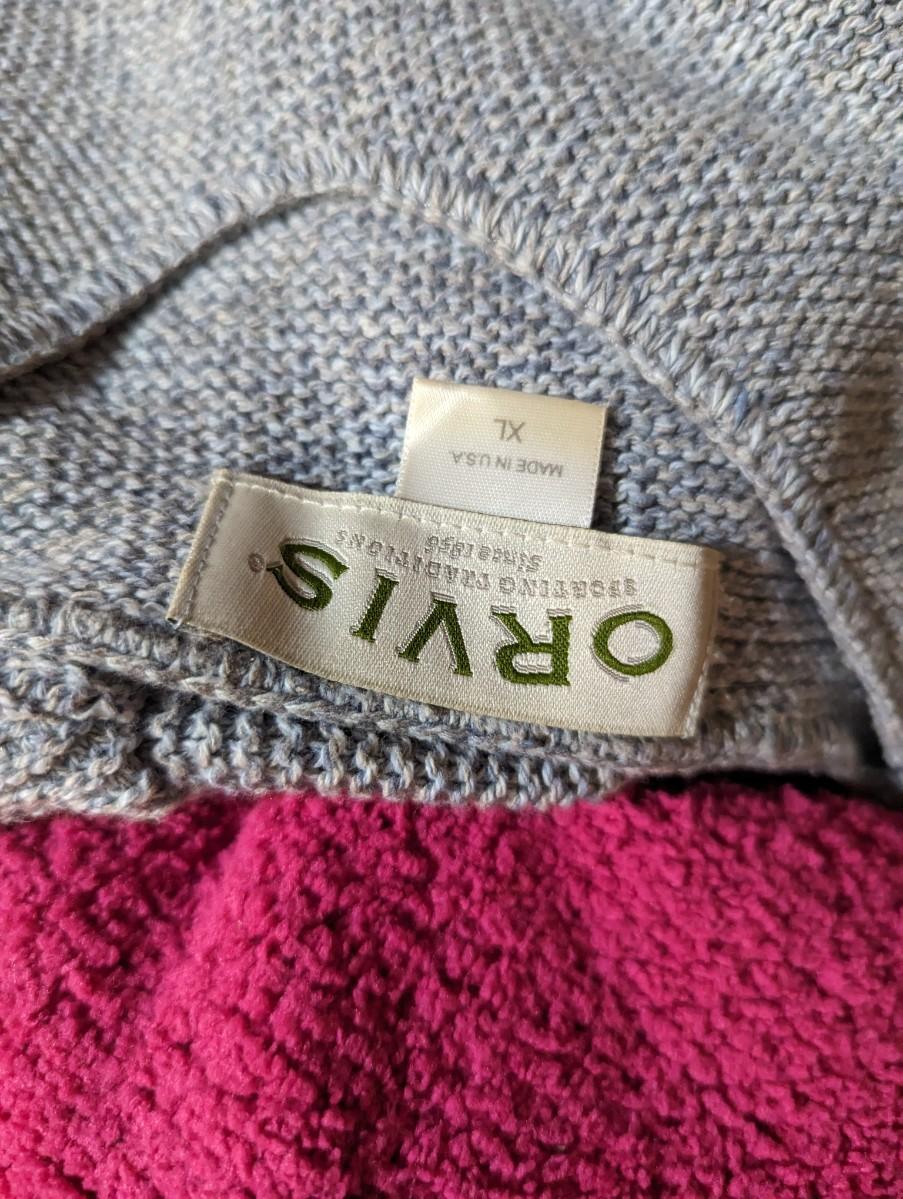 ORVIS®
SPORTING TRADITIONS
Since 1856
MADE IN U.S.A
XL